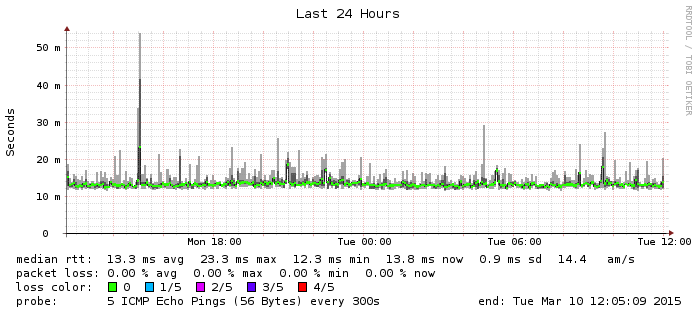 Last 24 Hours
RRDTOOL / TOBI OETIKER
Seconds
50 m
40 m
30 m
20 m
10 m
0
Mon 18:00 Tue 00:00 Tue 06:00 Tue 12:00
median rtt: 13.3 ms avg 23.3 ms max 12.3 ms min 13.8 ms now 0.9 ms sd 14.4 am/s
packet loss: 0.00 % avg 0.00 % max 0.00 % min 0.00 % now
loss color: 0 1/5 2/5 3/5 4/5
probe: 5 ICMP Echo Pings (56 Bytes) every 300s end: Tue Mar 10 12:05:09 2015